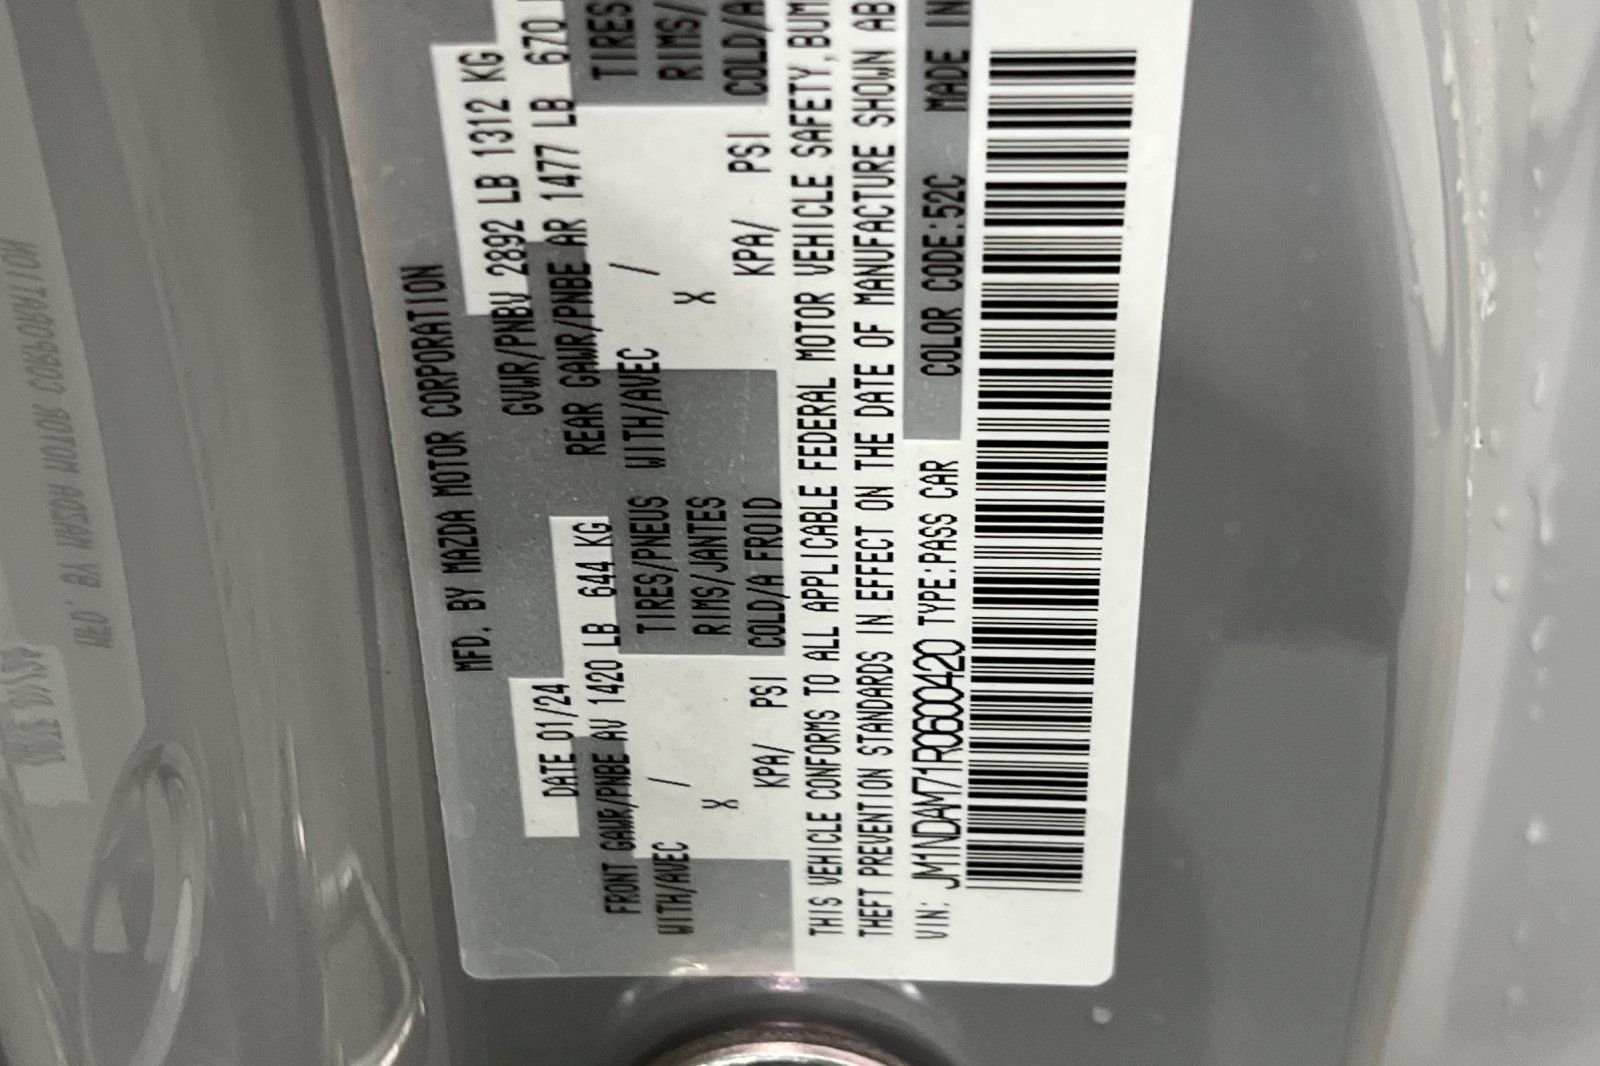 MFD. BY MAZDA MOTOR CORPORATION
DATE 01/24 GVWR/PNBV 2892 LB 1312 KG
FRONT GAWR/PNBE AV 1420 LB 644 KG REAR GAWR/PNBE AR 1477 LB 670
WITH/AVEC / TIRES/PNEUS WITH/AVEC / TIRES
X RIMS/JANTES X RIMS/
KPA/ PSI COLD/A FROID KPA/ PSI COLD/A
THIS VEHICLE CONFORMS TO ALL APPLICABLE FEDERAL MOTOR VEHICLE SAFETY, BUM
THEFT PREVENTION STANDARDS IN EFFECT ON THE DATE OF MANUFACTURE SHOWN AB
VIN: JM1NDAM71R0600420 TYPE:PASS CAR COLOR CODE:52C MADE IN